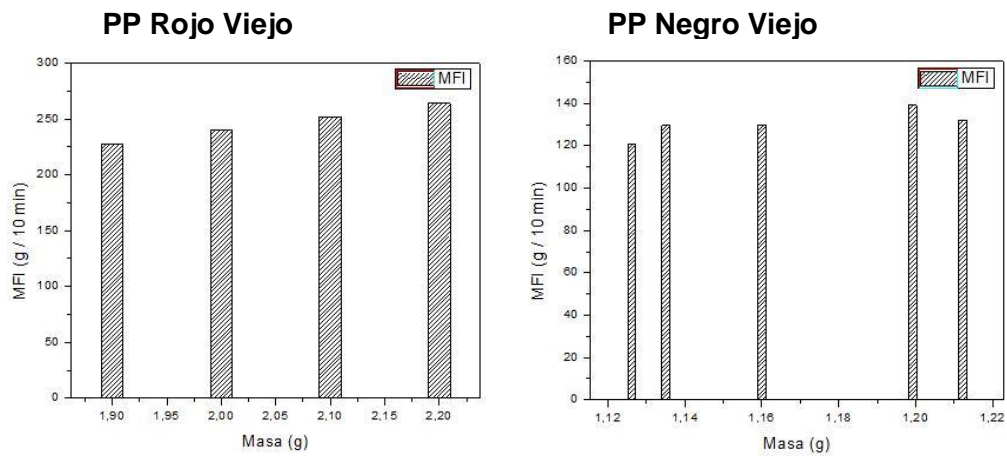 PP Rojo Viejo
300
250
200
150
100
50
0
MFI (g / 10 min)
MFI
1,90 1,95 2,00 2,05 2,10 2,15 2,20
Masa (g)
PP Negro Viejo
160
140
120
100
80
60
40
20
0
MFI (g / 10 min)
MFI
1,12 1,14 1,16 1,18 1,20 1,22
Masa (g)